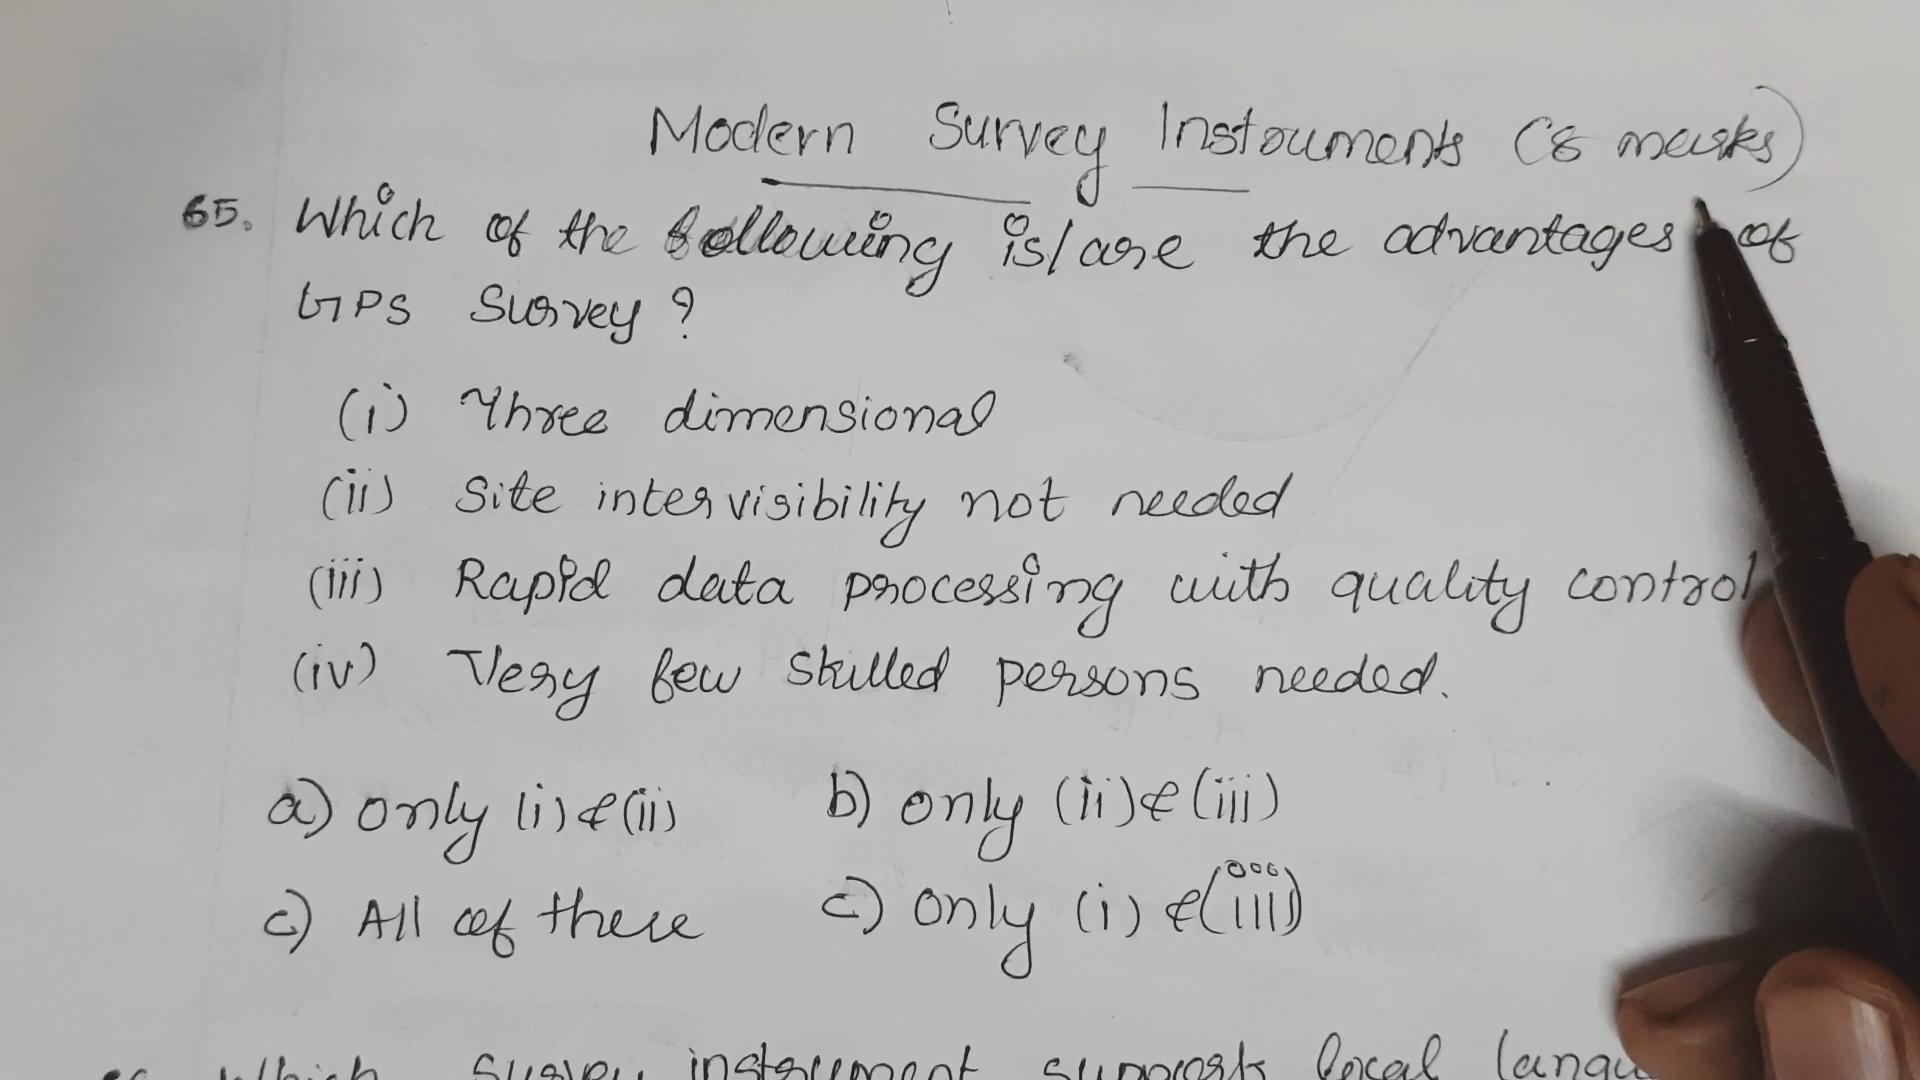 Modern Survey Instruments (8 marks)
65. Which of the following is/are the advantages of
GPS Survey ?
(i) Three dimensional
(ii) Site intervisibility not needed
(iii) Rapid data processing with quality control
(iv) Very few skilled persons needed.
a) only (i) & (ii) b) only (ii) & (iii)
c) All of these c) only (i) & (iii)
Which survey instrument supports local